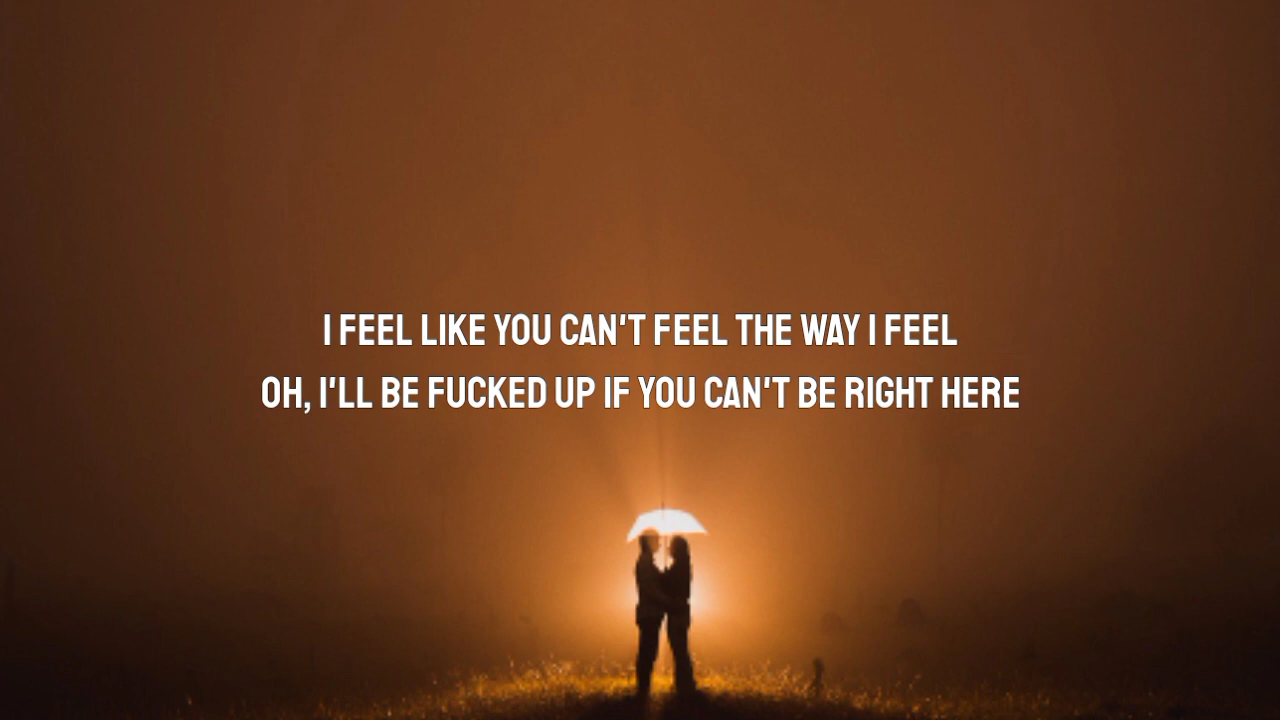 I FEEL LIKE YOU CAN'T FEEL THE WAY I FEEL
OH, I'LL BE FUCKED UP IF YOU CAN'T BE RIGHT HERE